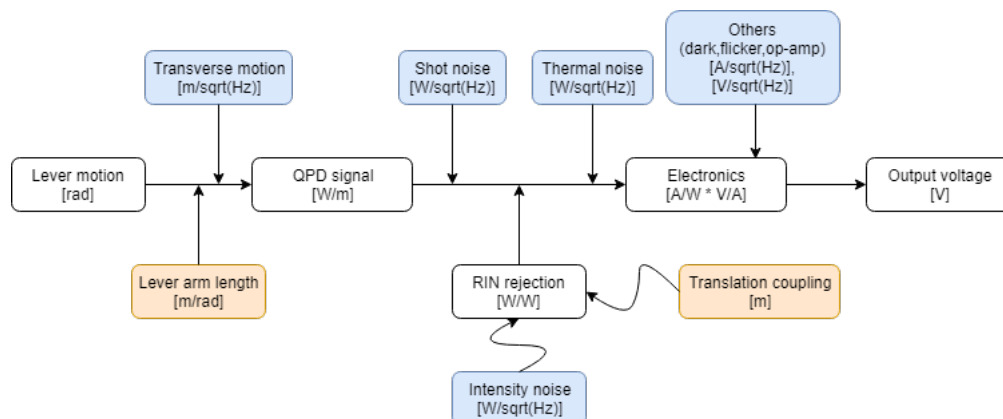 Others
(dark,flicker,op-amp)
[A/sqrt(Hz)],
[V/sqrt(Hz)]
Transverse motion
[m/sqrt(Hz)]
Shot noise
[W/sqrt(Hz)]
Thermal noise
[W/sqrt(Hz)]
Lever motion
[rad]
QPD signal
[W/m]
Electronics
[A/W * V/A]
Output voltage
[V]
Lever arm length
[m/rad]
RIN rejection
[W/W]
Translation coupling
[m]
Intensity noise
[W/sqrt(Hz)]